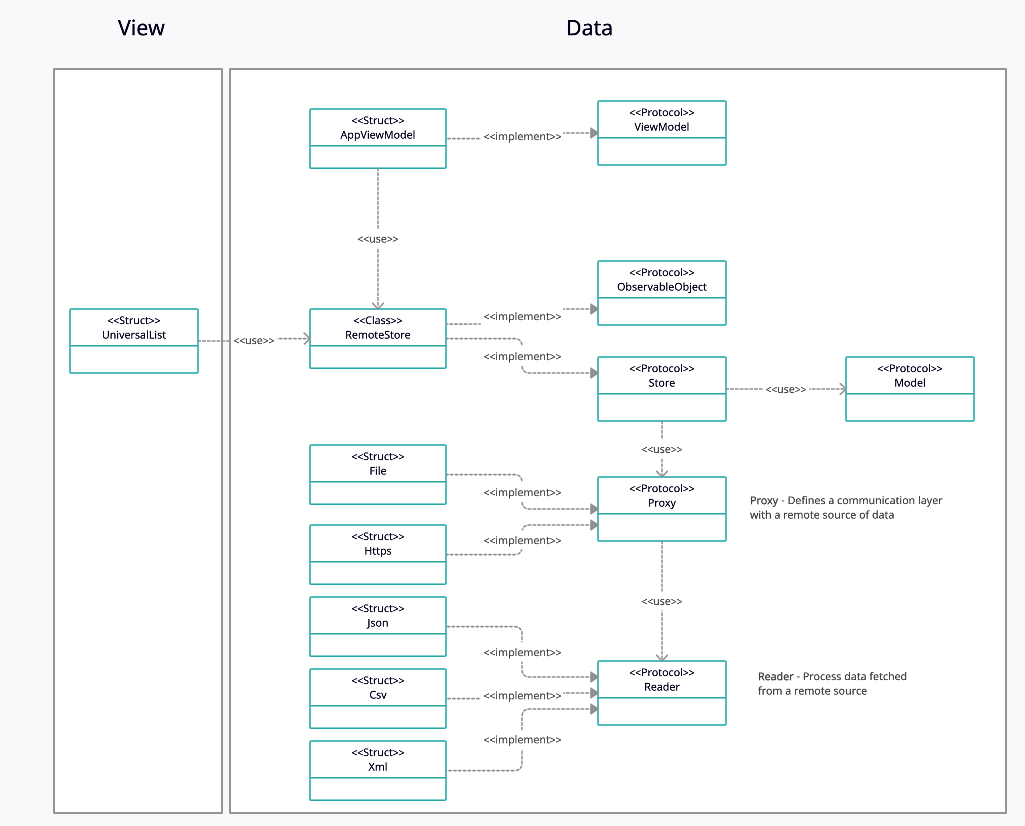 View
Data
<<Struct>>
AppViewModel
<<implement>>
<<Protocol>>
ViewModel
<<use>>
<<Protocol>>
ObservableObject
<<Struct>>
UniversalList
<<use>>
<<Class>>
RemoteStore
<<implement>>
<<implement>>
<<Protocol>>
Store
<<use>>
<<Protocol>>
Model
<<use>>
<<Struct>>
File
<<implement>>
<<Protocol>>
Proxy
Proxy - Defines a communication layer
with a remote source of data
<<Struct>>
Https
<<implement>>
<<use>>
<<Struct>>
Json
<<implement>>
<<Protocol>>
Reader
Reader - Process data fetched
from a remote source
<<Struct>>
Csv
<<implement>>
<<Struct>>
Xml
<<implement>>